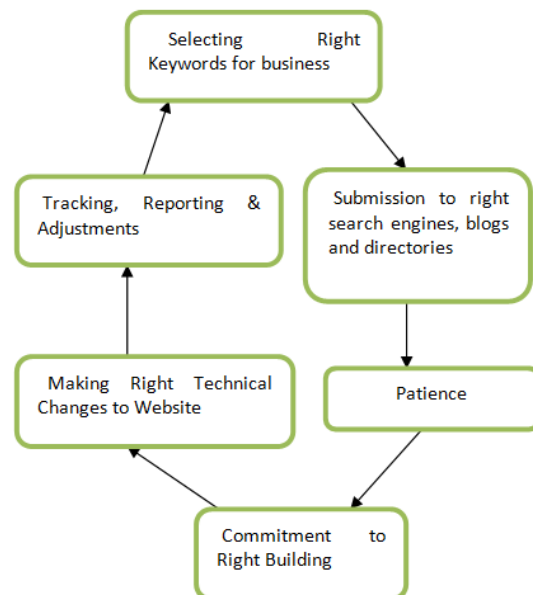 Selecting Right
Keywords for business
Tracking, Reporting &
Adjustments
Submission to right
search engines, blogs
and directories
Making Right Technical
Changes to Website
Patience
Commitment to
Right Building